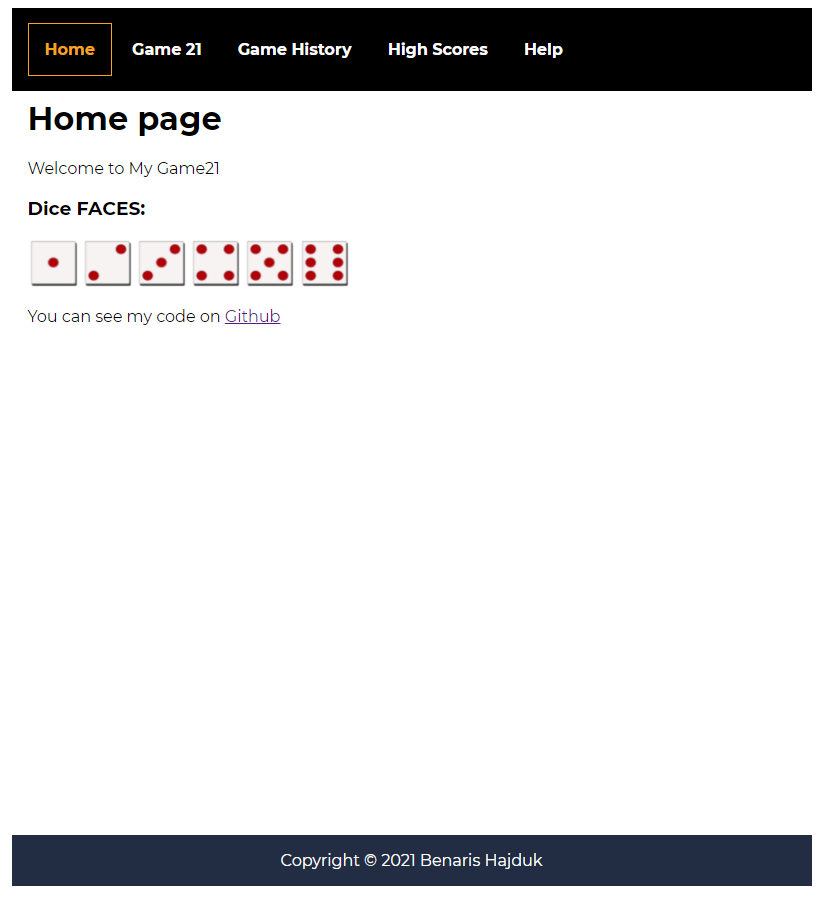 Home Game 21 Game History High Scores Help
Home page
Welcome to My Game21
Dice FACES:
You can see my code on Github
Copyright © 2021 Benaris Hajduk